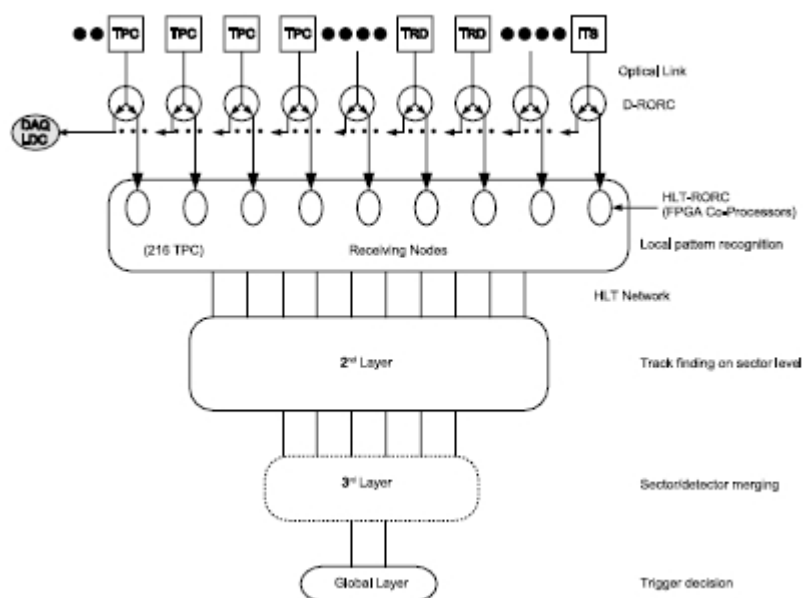 TPC TPC TPC TPC TRD TRD ITS
Optical Link
D-RORC
DAQ
LDC
HLT-RORC
(FPGA Co-Processors)
(216 TPC) Receiving Nodes Local pattern recognition
HLT Network
2nd Layer Track finding on sector level
3rd Layer Sector/detector merging
Global Layer Trigger decision